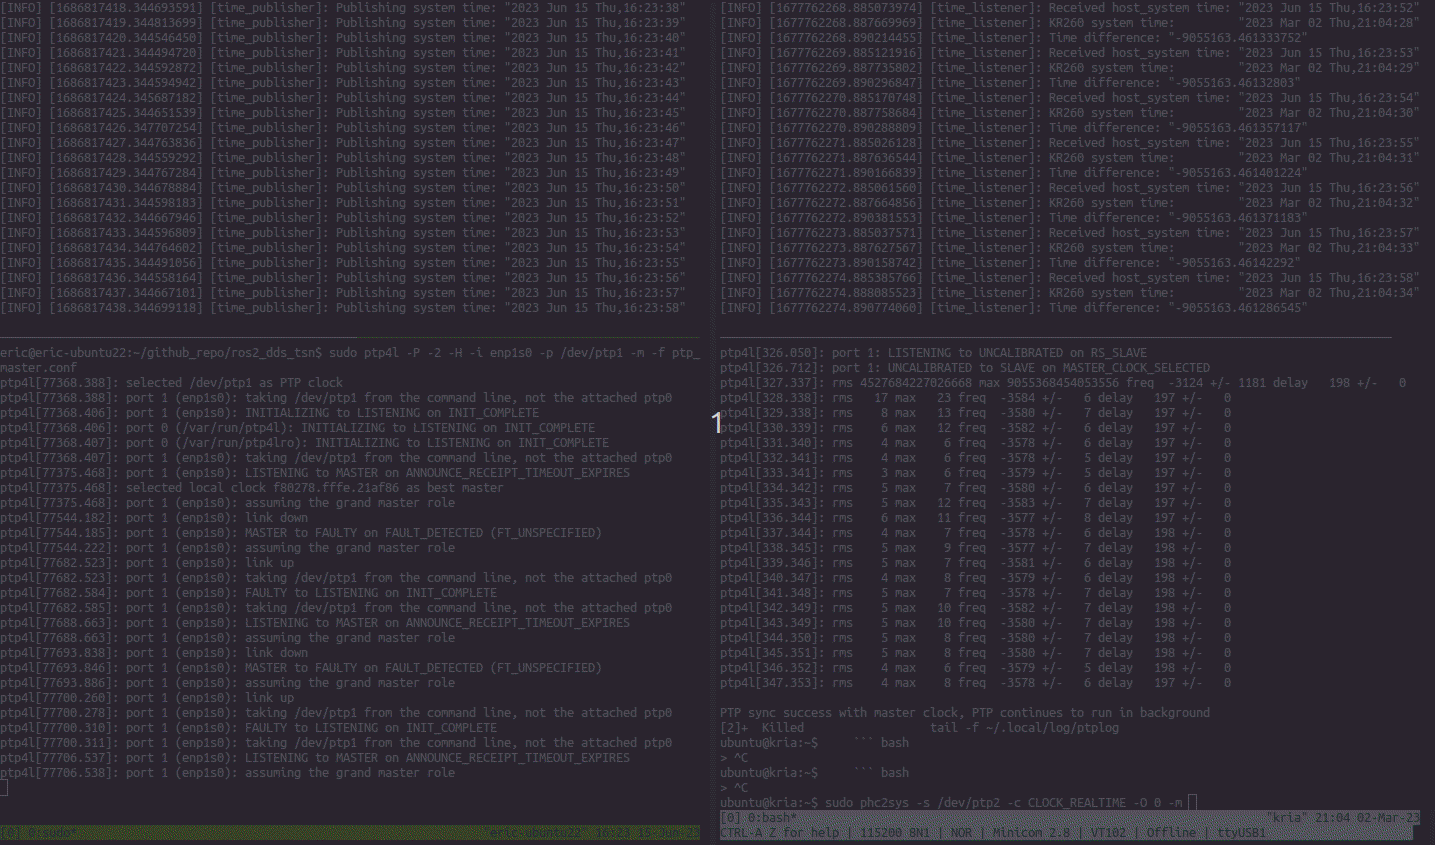 [INFO] [1686817418.344693591] [time_publisher]: Publishing system time: "2023 Jun 15 Thu,16:23:38"
[INFO] [1686817419.344813699] [time_publisher]: Publishing system time: "2023 Jun 15 Thu,16:23:39"
[INFO] [1686817420.344546450] [time_publisher]: Publishing system time: "2023 Jun 15 Thu,16:23:40"
[INFO] [1686817421.344494720] [time_publisher]: Publishing system time: "2023 Jun 15 Thu,16:23:41"
[INFO] [1686817422.344592872] [time_publisher]: Publishing system time: "2023 Jun 15 Thu,16:23:42"
[INFO] [1686817423.344594942] [time_publisher]: Publishing system time: "2023 Jun 15 Thu,16:23:43"
[INFO] [1686817424.345687182] [time_publisher]: Publishing system time: "2023 Jun 15 Thu,16:23:44"
[INFO] [1686817425.344651539] [time_publisher]: Publishing system time: "2023 Jun 15 Thu,16:23:45"
[INFO] [1686817426.347707254] [time_publisher]: Publishing system time: "2023 Jun 15 Thu,16:23:46"
[INFO] [1686817427.344763836] [time_publisher]: Publishing system time: "2023 Jun 15 Thu,16:23:47"
[INFO] [1686817428.344559292] [time_publisher]: Publishing system time: "2023 Jun 15 Thu,16:23:48"
[INFO] [1686817429.344767284] [time_publisher]: Publishing system time: "2023 Jun 15 Thu,16:23:49"
[INFO] [1686817430.344678884] [time_publisher]: Publishing system time: "2023 Jun 15 Thu,16:23:50"
[INFO] [1686817431.344598183] [time_publisher]: Publishing system time: "2023 Jun 15 Thu,16:23:51"
[INFO] [1686817432.344667946] [time_publisher]: Publishing system time: "2023 Jun 15 Thu,16:23:52"
[INFO] [1686817433.344596809] [time_publisher]: Publishing system time: "2023 Jun 15 Thu,16:23:53"
[INFO] [1686817434.344764602] [time_publisher]: Publishing system time: "2023 Jun 15 Thu,16:23:54"
[INFO] [1686817435.344491056] [time_publisher]: Publishing system time: "2023 Jun 15 Thu,16:23:55"
[INFO] [1686817436.344558164] [time_publisher]: Publishing system time: "2023 Jun 15 Thu,16:23:56"
[INFO] [1686817437.344667101] [time_publisher]: Publishing system time: "2023 Jun 15 Thu,16:23:57"
[INFO] [1686817438.344699118] [time_publisher]: Publishing system time: "2023 Jun 15 Thu,16:23:58"
eric@eric-ubuntu22:~/github_repo/ros2_dds_tsn$ sudo ptp4l -P -2 -H -i enp1s0 -p /dev/ptp1 -m -f ptp_
master.conf
ptp4l[77368.388]: selected /dev/ptp1 as PTP clock
ptp4l[77368.388]: port 1 (enp1s0): taking /dev/ptp1 from the command line, not the attached ptp0
ptp4l[77368.406]: port 1 (enp1s0): INITIALIZING to LISTENING on INIT_COMPLETE
ptp4l[77368.406]: port 0 (/var/run/ptp4l): INITIALIZING to LISTENING on INIT_COMPLETE
ptp4l[77368.407]: port 0 (/var/run/ptp4lro): INITIALIZING to LISTENING on INIT_COMPLETE
ptp4l[77368.407]: port 1 (enp1s0): taking /dev/ptp1 from the command line, not the attached ptp0
ptp4l[77375.468]: port 1 (enp1s0): LISTENING to MASTER on ANNOUNCE_RECEIPT_TIMEOUT_EXPIRES
ptp4l[77375.468]: selected local clock f80278.fffe.21af86 as best master
ptp4l[77375.468]: port 1 (enp1s0): assuming the grand master role
ptp4l[77544.182]: port 1 (enp1s0): link down
ptp4l[77544.185]: port 1 (enp1s0): MASTER to FAULTY on FAULT_DETECTED (FT_UNSPECIFIED)
ptp4l[77544.222]: port 1 (enp1s0): assuming the grand master role
ptp4l[77682.523]: port 1 (enp1s0): link up
ptp4l[77682.523]: port 1 (enp1s0): taking /dev/ptp1 from the command line, not the attached ptp0
ptp4l[77682.584]: port 1 (enp1s0): FAULTY to LISTENING on INIT_COMPLETE
ptp4l[77682.585]: port 1 (enp1s0): taking /dev/ptp1 from the command line, not the attached ptp0
ptp4l[77688.663]: port 1 (enp1s0): LISTENING to MASTER on ANNOUNCE_RECEIPT_TIMEOUT_EXPIRES
ptp4l[77688.663]: port 1 (enp1s0): assuming the grand master role
ptp4l[77693.838]: port 1 (enp1s0): link down
ptp4l[77693.846]: port 1 (enp1s0): MASTER to FAULTY on FAULT_DETECTED (FT_UNSPECIFIED)
ptp4l[77693.886]: port 1 (enp1s0): assuming the grand master role
ptp4l[77700.260]: port 1 (enp1s0): link up
ptp4l[77700.278]: port 1 (enp1s0): taking /dev/ptp1 from the command line, not the attached ptp0
ptp4l[77700.310]: port 1 (enp1s0): FAULTY to LISTENING on INIT_COMPLETE
ptp4l[77700.311]: port 1 (enp1s0): taking /dev/ptp1 from the command line, not the attached ptp0
ptp4l[77706.537]: port 1 (enp1s0): LISTENING to MASTER on ANNOUNCE_RECEIPT_TIMEOUT_EXPIRES
ptp4l[77706.538]: port 1 (enp1s0): assuming the grand master role
[0] 0:sudo* "eric-ubuntu22" 16:23 15-Jun-23
1
[INFO] [1677762268.885073974] [time_listener]: Received host_system time: "2023 Jun 15 Thu,16:23:52"
[INFO] [1677762268.887669969] [time_listener]: KR260 system time: "2023 Mar 02 Thu,21:04:28"
[INFO] [1677762268.890214455] [time_listener]: Time difference: "-9055163.461333752"
[INFO] [1677762269.885121916] [time_listener]: Received host_system time: "2023 Jun 15 Thu,16:23:53"
[INFO] [1677762269.887735802] [time_listener]: KR260 system time: "2023 Mar 02 Thu,21:04:29"
[INFO] [1677762269.890296847] [time_listener]: Time difference: "-9055163.46132803"
[INFO] [1677762270.885170748] [time_listener]: Received host_system time: "2023 Jun 15 Thu,16:23:54"
[INFO] [1677762270.887758684] [time_listener]: KR260 system time: "2023 Mar 02 Thu,21:04:30"
[INFO] [1677762270.890288809] [time_listener]: Time difference: "-9055163.461357117"
[INFO] [1677762271.885026128] [time_listener]: Received host_system time: "2023 Jun 15 Thu,16:23:55"
[INFO] [1677762271.887636544] [time_listener]: KR260 system time: "2023 Mar 02 Thu,21:04:31"
[INFO] [1677762271.890166839] [time_listener]: Time difference: "-9055163.461401224"
[INFO] [1677762272.885061560] [time_listener]: Received host_system time: "2023 Jun 15 Thu,16:23:56"
[INFO] [1677762272.887664856] [time_listener]: KR260 system time: "2023 Mar 02 Thu,21:04:32"
[INFO] [1677762272.890381553] [time_listener]: Time difference: "-9055163.461371183"
[INFO] [1677762273.885037571] [time_listener]: Received host_system time: "2023 Jun 15 Thu,16:23:57"
[INFO] [1677762273.887627567] [time_listener]: KR260 system time: "2023 Mar 02 Thu,21:04:33"
[INFO] [1677762273.890158742] [time_listener]: Time difference: "-9055163.46142292"
[INFO] [1677762274.885385766] [time_listener]: Received host_system time: "2023 Jun 15 Thu,16:23:58"
[INFO] [1677762274.888085523] [time_listener]: KR260 system time: "2023 Mar 02 Thu,21:04:34"
[INFO] [1677762274.890774060] [time_listener]: Time difference: "-9055163.461286545"
ptp4l[326.050]: port 1: LISTENING to UNCALIBRATED on RS_SLAVE
ptp4l[326.712]: port 1: UNCALIBRATED to SLAVE on MASTER_CLOCK_SELECTED
ptp4l[327.337]: rms 4527684227026668 max 9055368454053556 freq -3124 +/- 1181 delay 198 +/- 0
ptp4l[328.338]: rms 17 max 23 freq -3584 +/- 6 delay 197 +/- 0
ptp4l[329.338]: rms 8 max 13 freq -3580 +/- 7 delay 197 +/- 0
ptp4l[330.339]: rms 6 max 12 freq -3582 +/- 6 delay 197 +/- 0
ptp4l[331.340]: rms 4 max 6 freq -3578 +/- 6 delay 197 +/- 0
ptp4l[332.341]: rms 4 max 6 freq -3578 +/- 5 delay 197 +/- 0
ptp4l[333.341]: rms 3 max 6 freq -3579 +/- 5 delay 197 +/- 0
ptp4l[334.342]: rms 5 max 7 freq -3580 +/- 6 delay 197 +/- 0
ptp4l[335.343]: rms 5 max 12 freq -3583 +/- 7 delay 197 +/- 0
ptp4l[336.344]: rms 6 max 11 freq -3577 +/- 8 delay 197 +/- 0
ptp4l[337.344]: rms 4 max 7 freq -3578 +/- 6 delay 198 +/- 0
ptp4l[338.345]: rms 5 max 9 freq -3577 +/- 7 delay 198 +/- 0
ptp4l[339.346]: rms 5 max 7 freq -3581 +/- 6 delay 198 +/- 0
ptp4l[340.347]: rms 4 max 8 freq -3579 +/- 6 delay 198 +/- 0
ptp4l[341.348]: rms 5 max 7 freq -3578 +/- 7 delay 198 +/- 0
ptp4l[342.349]: rms 5 max 10 freq -3582 +/- 7 delay 198 +/- 0
ptp4l[343.349]: rms 5 max 10 freq -3580 +/- 7 delay 198 +/- 0
ptp4l[344.350]: rms 5 max 8 freq -3580 +/- 7 delay 198 +/- 0
ptp4l[345.351]: rms 5 max 8 freq -3580 +/- 7 delay 198 +/- 0
ptp4l[346.352]: rms 4 max 6 freq -3579 +/- 5 delay 198 +/- 0
ptp4l[347.353]: rms 4 max 8 freq -3578 +/- 6 delay 197 +/- 0
PTP sync success with master clock, PTP continues to run in background
[2]+ Killed tail -f ~/.local/log/ptplog
ubuntu@kria:~$ ``` bash
> ^C
ubuntu@kria:~$ ``` bash
> ^C
ubuntu@kria:~$ sudo phc2sys -s /dev/ptp2 -c CLOCK_REALTIME -O 0 -m
[0] 0:bash* "kria" 21:04 02-Mar-23
CTRL-A Z for help | 115200 8N1 | NOR | Minicom 2.8 | VT102 | Offline | ttyUSB1